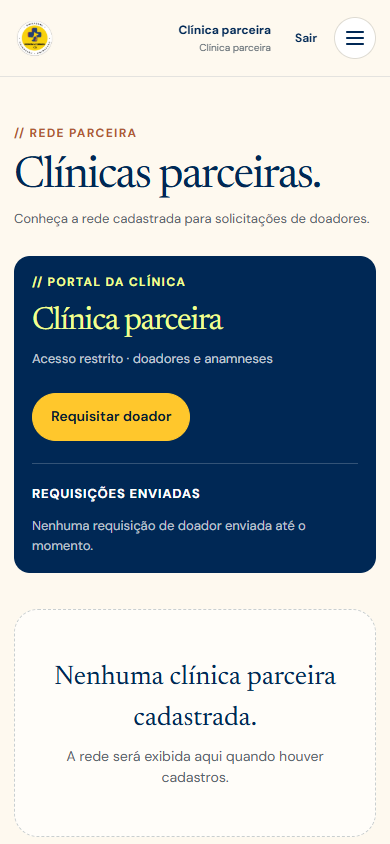 Clínica parceira
Clínica parceira
Sair
// REDE PARCEIRA
Clínicas parceiras.
Conheça a rede cadastrada para solicitações de doadores.
// PORTAL DA CLÍNICA
Clínica parceira
Acesso restrito · doadores e anamneses
Requisitar doador
REQUISIÇÕES ENVIADAS
Nenhuma requisição de doador enviada até o
momento.
Nenhuma clínica parceira
cadastrada.
A rede será exibida aqui quando houver
cadastros.